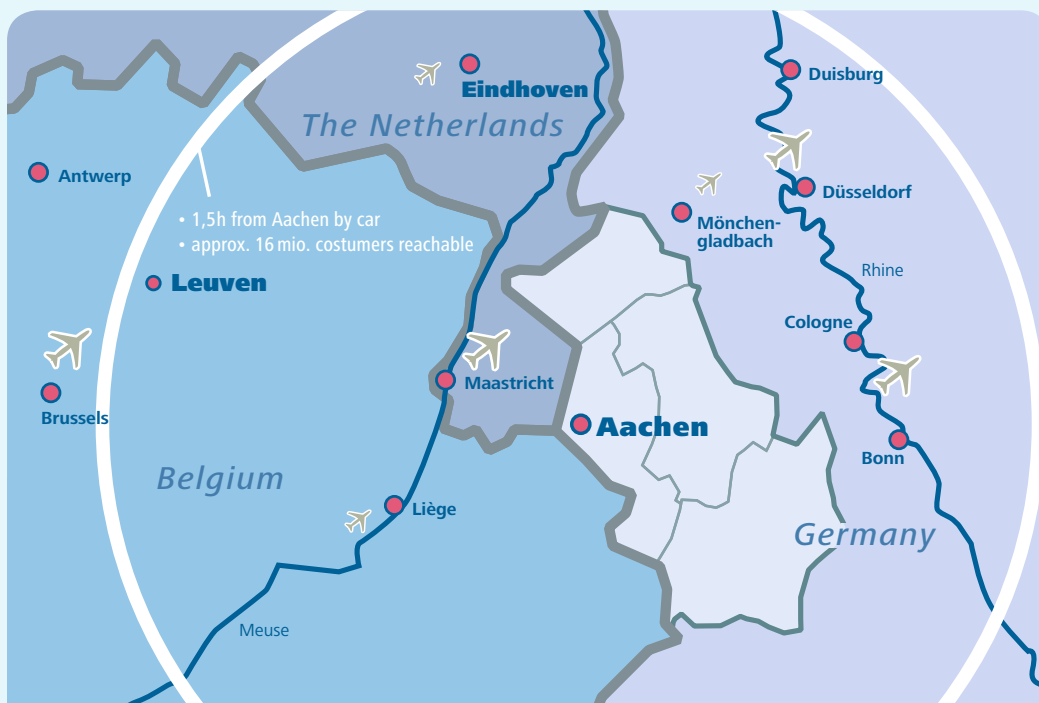 Duisburg
Eindhoven
The Netherlands
Antwerp
Düsseldorf
• 1,5h from Aachen by car
• approx. 16 mio. costumers reachable
Mönchen-
gladbach
Rhine
Leuven
Cologne
Maastricht
Brussels
Aachen
Bonn
Belgium
Liège
Germany
Meuse